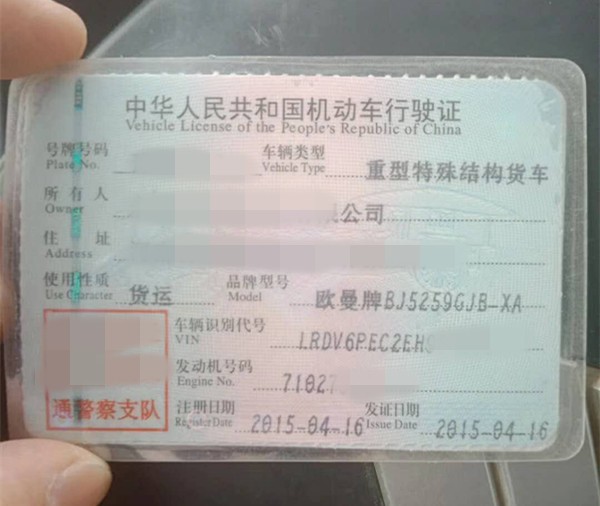 中华人民共和国机动车行驶证
Vehicle License of the People's Republic of China
号牌号码 车辆类型 重型特殊结构货车
Plate No. Vehicle Type
所有人 公司
Owner
住址
Address
使用性质 货运 品牌型号 欧曼牌BJ5259GJB-XA
Use Character Model
车辆识别代号 LRDV6PEC2EH
VIN
发动机号码 71027
Engine No.
通警察支队
注册日期 2015-04-16 发证日期 2015-04-16
Register Date Issue Date